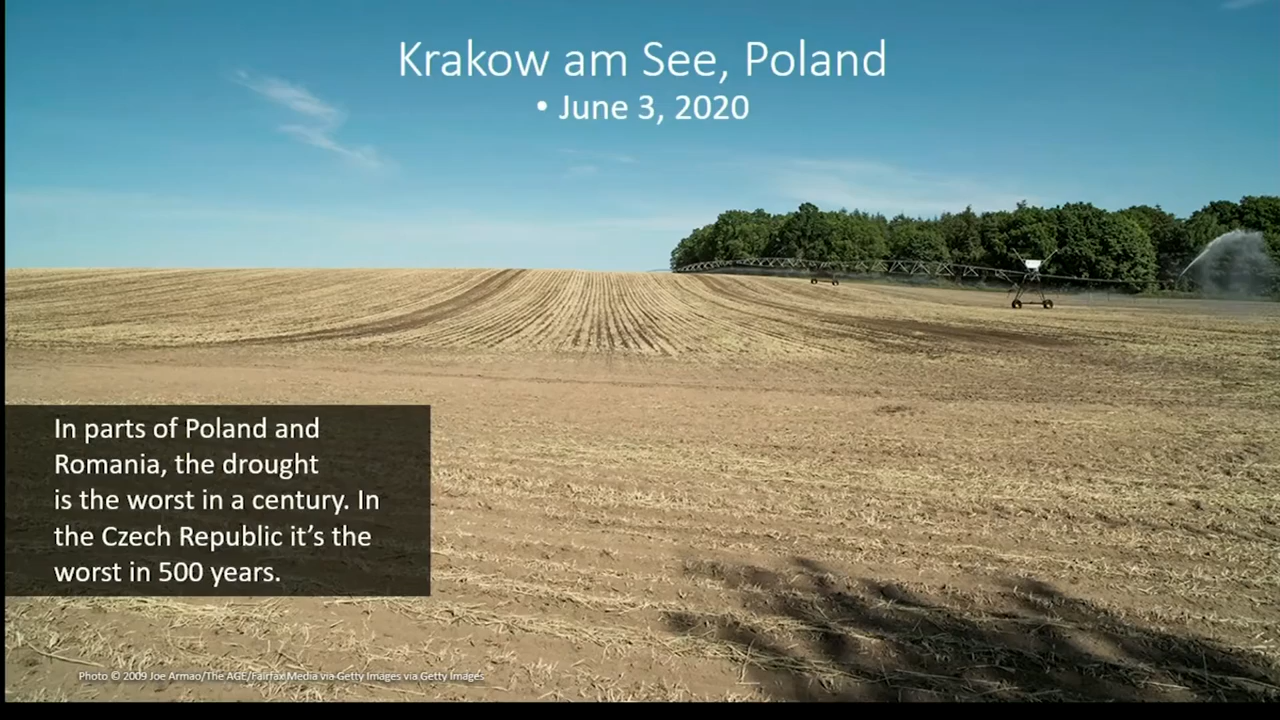 Krakow am See, Poland
• June 3, 2020
In parts of Poland and
Romania, the drought
is the worst in a century. In
the Czech Republic it's the
worst in 500 years.
Photo © 2009 Joe Armao/The AGE/Fairfax Media via Getty Images via Getty Images